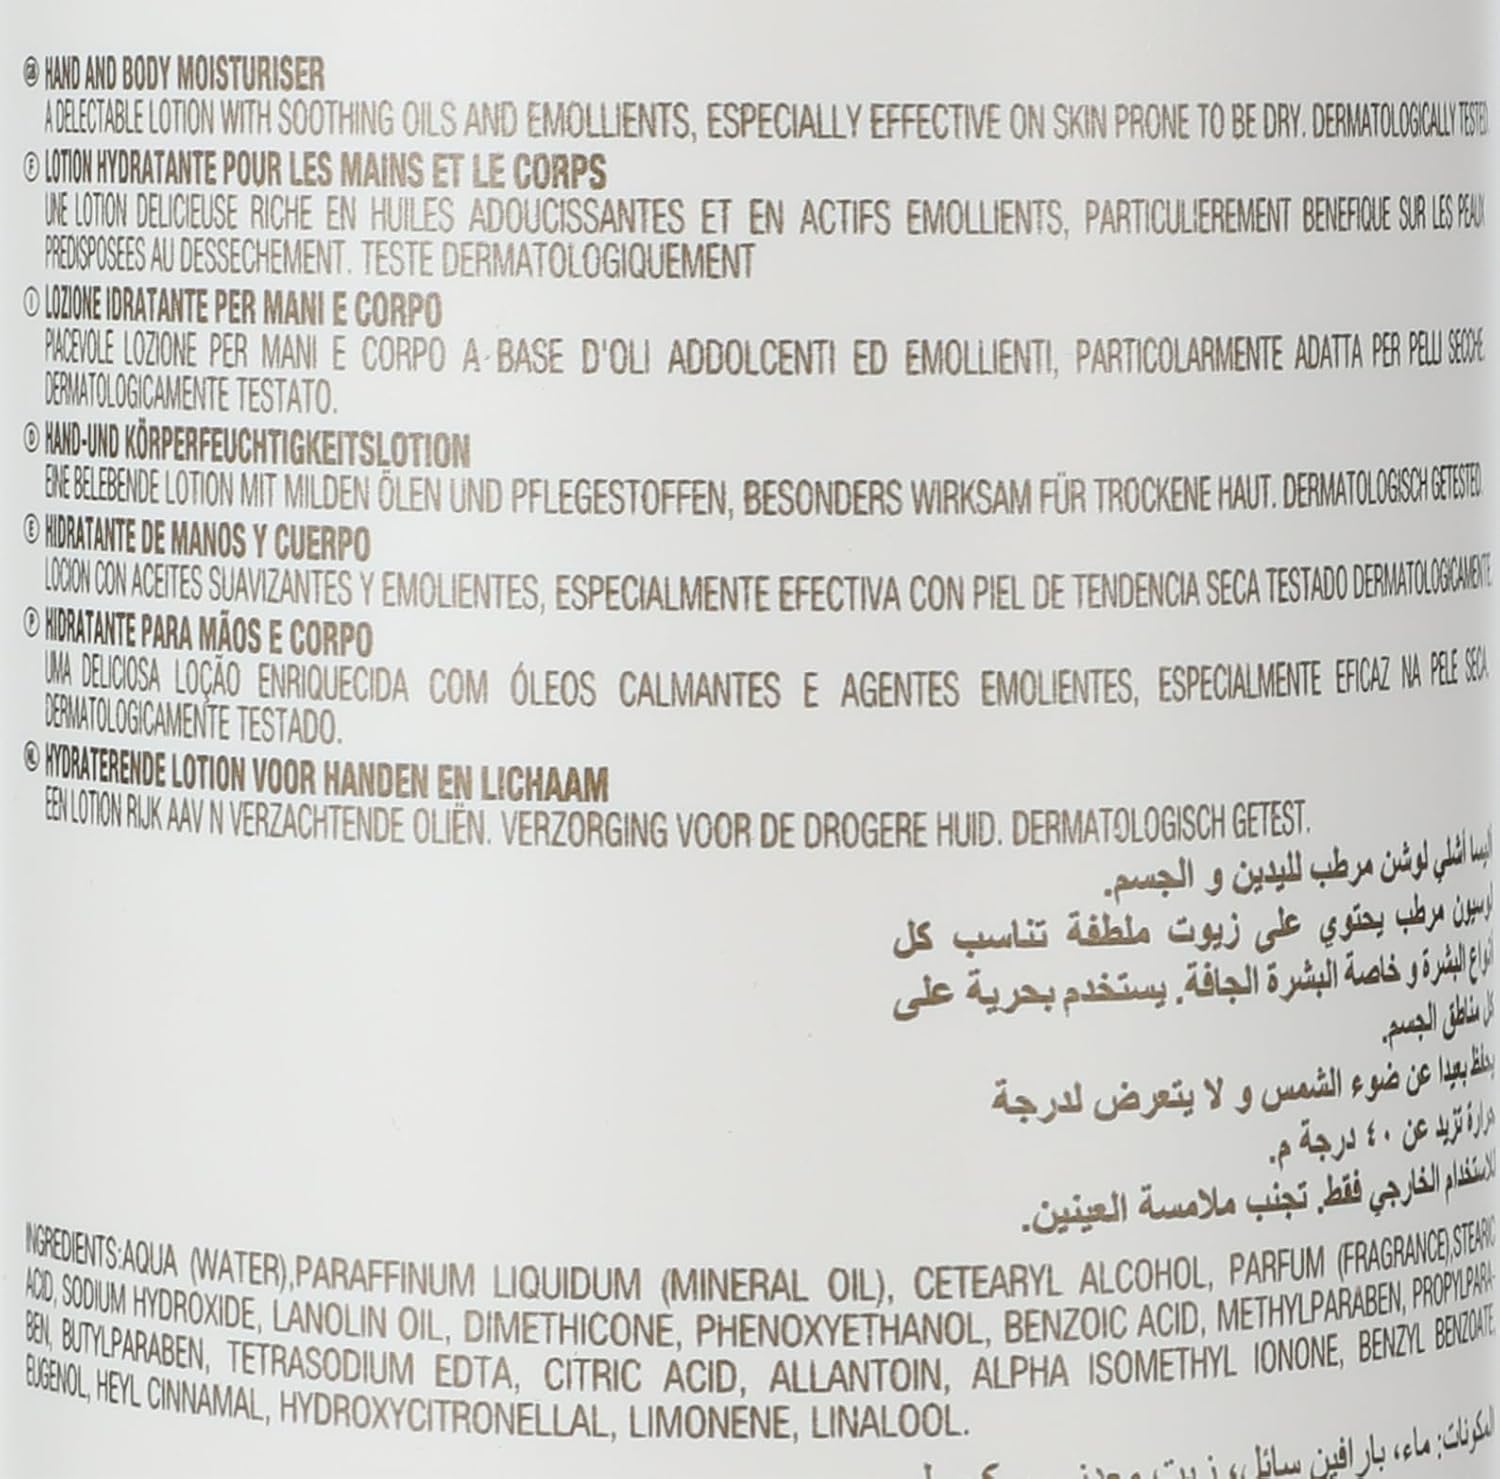 GB HAND AND BODY MOISTURISER
A DELECTABLE LOTION WITH SOOTHING OILS AND EMOLLIENTS, ESPECIALLY EFFECTIVE ON SKIN PRONE TO BE DRY. DERMATOLOGICALLY TESTED
F LOTION HYDRATANTE POUR LES MAINS ET LE CORPS
UNE LOTION DELICIEUSE RICHE EN HUILES ADOUCISSANTES ET EN ACTIFS EMOLLIENTS, PARTICULIEREMENT BENEFIQUE SUR LES PEAUX
PREDISPOSEES AU DESSECHEMENT. TESTE DERMATOLOGIQUEMENT
I LOZIONE IDRATANTE PER MANI E CORPO
PIACEVOLE LOZIONE PER MANI E CORPO A-BASE D'OLI ADDOLCENTI ED EMOLLIENTI, PARTICOLARMENTE ADATTA PER PELLI SECCHE.
DERMATOLOGICAMENTE TESTATO.
D HAND-UND KÖRPERFEUCHTIGKEITSLOTION
EINE BELEBENDE LOTION MIT MILDEN ÖLEN UND PFLEGESTOFFEN, BESONDERS WIRKSAM FÜR TROCKENE HAUT. DERMATOLOGISCH GETESTED
E HIDRATANTE DE MANOS Y CUERPO
LOCION CON ACEITES SUAVIZANTES Y EMOLIENTES, ESPECIALMENTE EFECTIVA CON PIEL DE TENDENCIA SECA TESTADO DERMATOLOGICAMENTE
P HIDRATANTE PARA MÃOS E CORPO
UMA DELICIOSA LOÇÃO ENRIQUECIDA COM ÓLEOS CALMANTES E AGENTES EMOLIENTES, ESPECIALMENTE EFICAZ NA PELE SECA.
DERMATOLOGICAMENTE TESTADO.
NL HYDRATERENDE LOTION VOOR HANDEN EN LICHAAM
EEN LOTION RIJK AAV N VERZACHTENDE OLIËN. VERZORGING VOOR DE DROGERE HUID. DERMATOLOGISCH GETEST.
أليسا أشلي لوشن مرطب لليدين و الجسم.
لوسيون مرطب يحتوي على زيوت ملطفة تناسب كل
أنواع البشرة و خاصة البشرة الجافة. يستخدم بحرية على
كل مناطق الجسم.
يحفظ بعيدا عن ضوء الشمس و لا يتعرض لدرجة
حرارة تزيد عن ٤٠ درجة م.
للاستخدام الخارجي فقط. تجنب ملامسة العينين.
INGREDIENTS:AQUA (WATER),PARAFFINUM LIQUIDUM (MINERAL OIL), CETEARYL ALCOHOL, PARFUM (FRAGRANCE),STEARIC
ACID, SODIUM HYDROXIDE, LANOLIN OIL, DIMETHICONE, PHENOXYETHANOL, BENZOIC ACID, METHYLPARABEN, PROPYLPARA-
BEN, BUTYLPARABEN, TETRASODIUM EDTA, CITRIC ACID, ALLANTOIN, ALPHA ISOMETHYL IONONE, BENZYL BENZOATE,
EUGENOL, HEYL CINNAMAL, HYDROXYCITRONELLAL, LIMONENE, LINALOOL.
المكونات: ماء، بارافين سائل، زيت